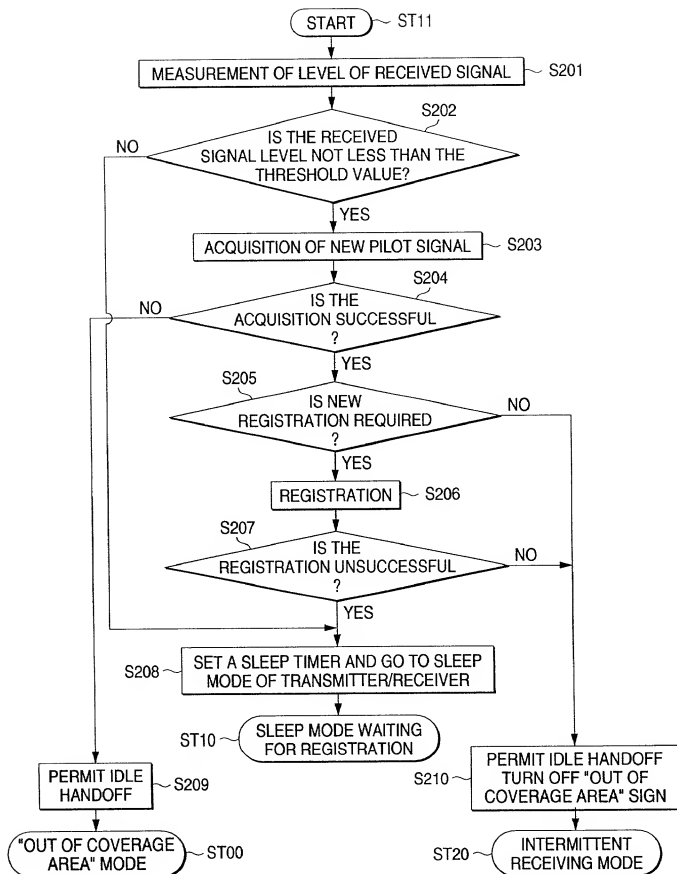 START
ST11
MEASUREMENT OF LEVEL OF RECEIVED SIGNAL
S201
S202
IS THE RECEIVED
SIGNAL LEVEL NOT LESS THAN THE
THRESHOLD VALUE?
NO
YES
ACQUISITION OF NEW PILOT SIGNAL
S203
S204
IS THE
ACQUISITION SUCCESSFUL
?
NO
YES
S205
IS NEW
REGISTRATION REQUIRED
?
NO
YES
REGISTRATION
S206
S207
IS THE
REGISTRATION UNSUCCESSFUL
?
NO
YES
S208
SET A SLEEP TIMER AND GO TO SLEEP
MODE OF TRANSMITTER/RECEIVER
ST10
SLEEP MODE WAITING
FOR REGISTRATION
PERMIT IDLE
HANDOFF
S209
S210
PERMIT IDLE HANDOFF
TURN OFF "OUT OF
COVERAGE AREA" SIGN
"OUT OF COVERAGE
AREA" MODE
ST00
ST20
INTERMITTENT
RECEIVING MODE